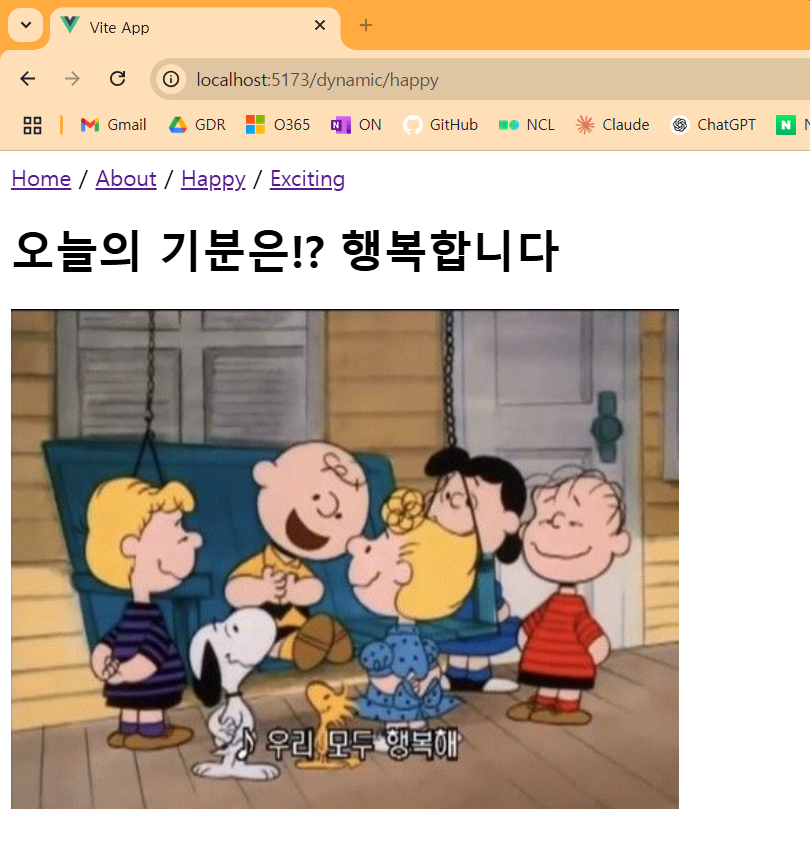 Vite App
localhost:5173/dynamic/happy
Gmail GDR O365 ON GitHub NCL Claude ChatGPT
Home / About / Happy / Exciting
오늘의 기분은!? 행복합니다
♪ 우리 모두 행복해